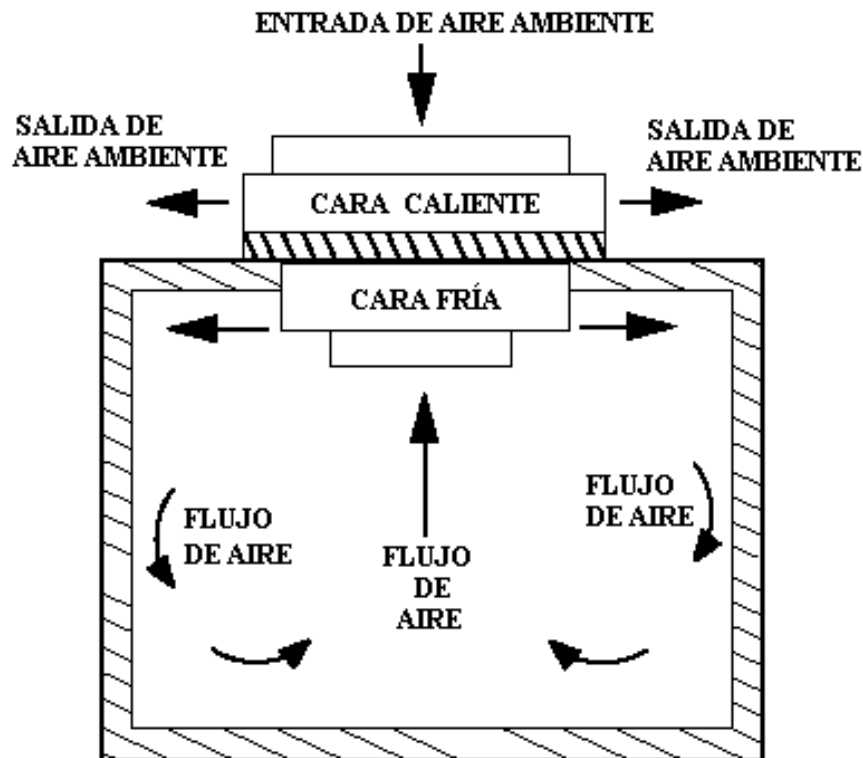 ENTRADA DE AIRE AMBIENTE
SALIDA DE
AIRE AMBIENTE
SALIDA DE
AIRE AMBIENTE
CARA CALIENTE
CARA FRÍA
FLUJO
DE AIRE
FLUJO
DE
AIRE
FLUJO
DE AIRE